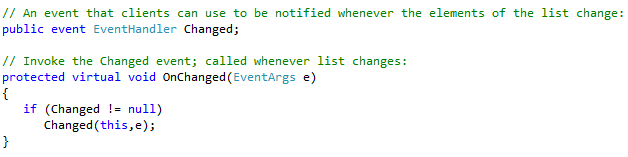 // An event that clients can use to be notified whenever the elements of the list change:
public event EventHandler Changed;

// Invoke the Changed event; called whenever list changes:
protected virtual void OnChanged(EventArgs e)
{
   if (Changed != null)
      Changed(this,e);
}